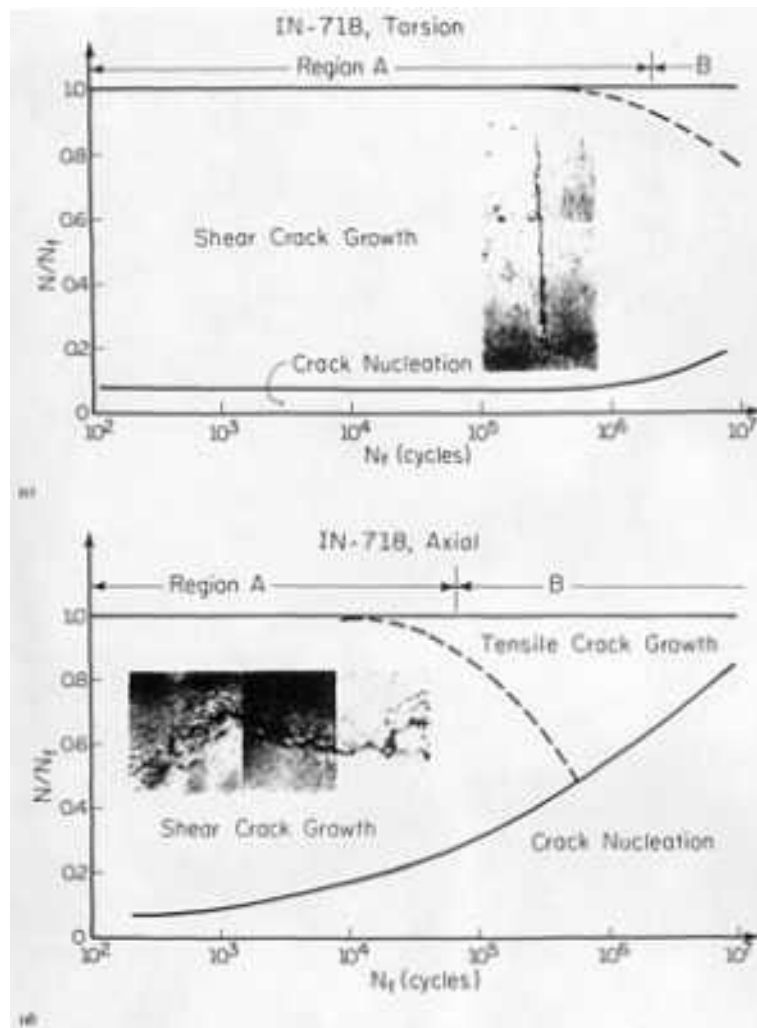 IN-718, Torsion
Region A
B
1.0
0.8
0.6
0.4
0.2
0
N/Nf
Shear Crack Growth
Crack Nucleation
10² 10³ 10⁴ 10⁵ 10⁶ 10⁷
Nf (cycles)
IN-718, Axial
Region A
B
1.0
0.8
0.6
0.4
0.2
0
N/Nf
Tensile Crack Growth
Shear Crack Growth
Crack Nucleation
10² 10³ 10⁴ 10⁵ 10⁶ 10⁷
Nf (cycles)